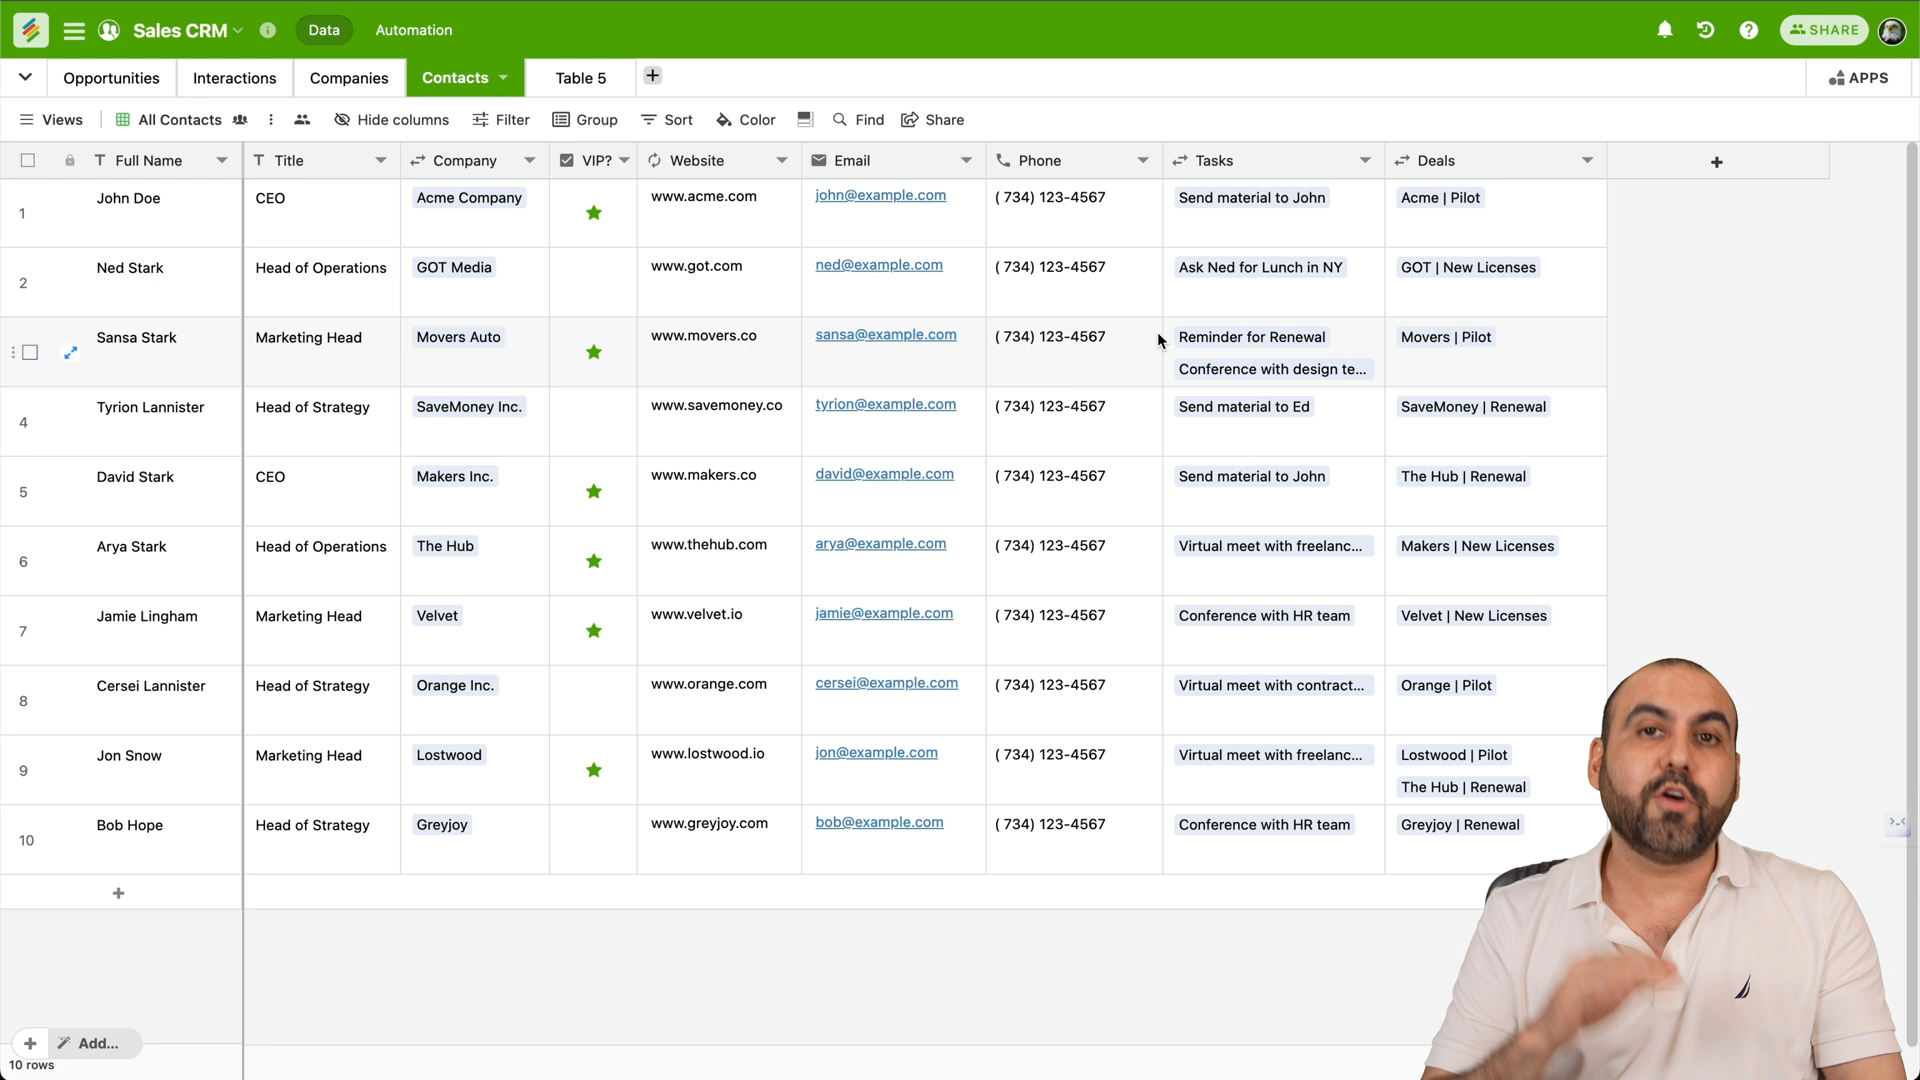 Sales CRM Data Automation SHARE
Opportunities Interactions Companies Contacts Table 5 APPS
Views All Contacts Hide columns Filter Group Sort Color Find Share
Full Name Title Company VIP? Website Email Phone Tasks Deals
1 John Doe CEO Acme Company www.acme.com john@example.com ( 734) 123-4567 Send material to John Acme | Pilot
2 Ned Stark Head of Operations GOT Media www.got.com ned@example.com ( 734) 123-4567 Ask Ned for Lunch in NY GOT | New Licenses
Sansa Stark Marketing Head Movers Auto www.movers.co sansa@example.com ( 734) 123-4567 Reminder for Renewal Movers | Pilot
Conference with design te...
4 Tyrion Lannister Head of Strategy SaveMoney Inc. www.savemoney.co tyrion@example.com ( 734) 123-4567 Send material to Ed SaveMoney | Renewal
5 David Stark CEO Makers Inc. www.makers.co david@example.com ( 734) 123-4567 Send material to John The Hub | Renewal
6 Arya Stark Head of Operations The Hub www.thehub.com arya@example.com ( 734) 123-4567 Virtual meet with freelanc... Makers | New Licenses
7 Jamie Lingham Marketing Head Velvet www.velvet.io jamie@example.com ( 734) 123-4567 Conference with HR team Velvet | New Licenses
8 Cersei Lannister Head of Strategy Orange Inc. www.orange.com cersei@example.com ( 734) 123-4567 Virtual meet with contract... Orange | Pilot
9 Jon Snow Marketing Head Lostwood www.lostwood.io jon@example.com ( 734) 123-4567 Virtual meet with freelanc... Lostwood | Pilot
The Hub | Renewal
10 Bob Hope Head of Strategy Greyjoy www.greyjoy.com bob@example.com ( 734) 123-4567 Conference with HR team Greyjoy | Renewal
Add...
10 rows